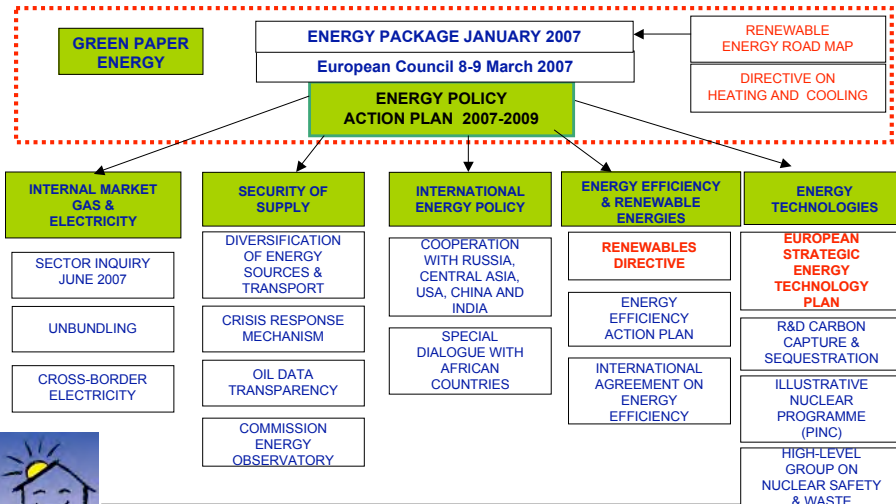 GREEN PAPER
ENERGY
ENERGY PACKAGE JANUARY 2007
European Council 8-9 March 2007
ENERGY POLICY
ACTION PLAN  2007-2009
RENEWABLE
ENERGY ROAD MAP
DIRECTIVE ON
HEATING AND  COOLING
INTERNAL MARKET
GAS &
ELECTRICITY
SECTOR INQUIRY
JUNE 2007
UNBUNDLING
CROSS-BORDER
ELECTRICITY
SECURITY OF
SUPPLY
DIVERSIFICATION
OF ENERGY
SOURCES &
TRANSPORT
CRISIS RESPONSE
MECHANISM
OIL DATA
TRANSPARENCY
COMMISSION
ENERGY
OBSERVATORY
INTERNATIONAL
ENERGY POLICY
COOPERATION
WITH RUSSIA,
CENTRAL ASIA,
USA, CHINA AND
INDIA
SPECIAL
DIALOGUE WITH
AFRICAN
COUNTRIES
ENERGY EFFICIENCY
& RENEWABLE
ENERGIES
RENEWABLES
DIRECTIVE
ENERGY
EFFICIENCY
ACTION PLAN
INTERNATIONAL
AGREEMENT ON
ENERGY
EFFICIENCY
ENERGY
TECHNOLOGIES
EUROPEAN
STRATEGIC
ENERGY
TECHNOLOGY
PLAN
R&D CARBON
CAPTURE &
SEQUESTRATION
ILLUSTRATIVE
NUCLEAR
PROGRAMME
(PINC)
HIGH-LEVEL
GROUP ON
NUCLEAR SAFETY
& WASTE